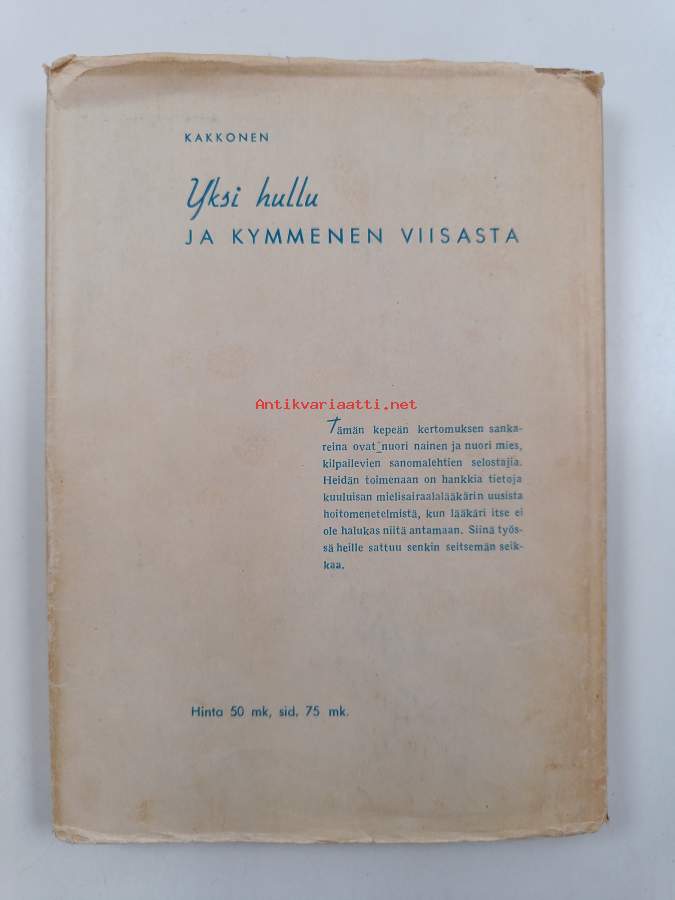 KAKKONEN
Yksi hullu
JA KYMMENEN VIISASTA
Antikvariaatti.net
Tämän kepeän kertomuksen sanka-
reina ovat nuori nainen ja nuori mies,
kilpailevien sanomalehtien selostajia.
Heidän toimenaan on hankkia tietoja
kuuluisan mielisairaalalääkärin uusista
hoitomenetelmistä, kun lääkäri itse ei
ole halukas niitä antamaan. Siinä työs-
sä heille sattuu senkin seitsemän seik-
kaa.
Hinta 50 mk, sid. 75 mk.